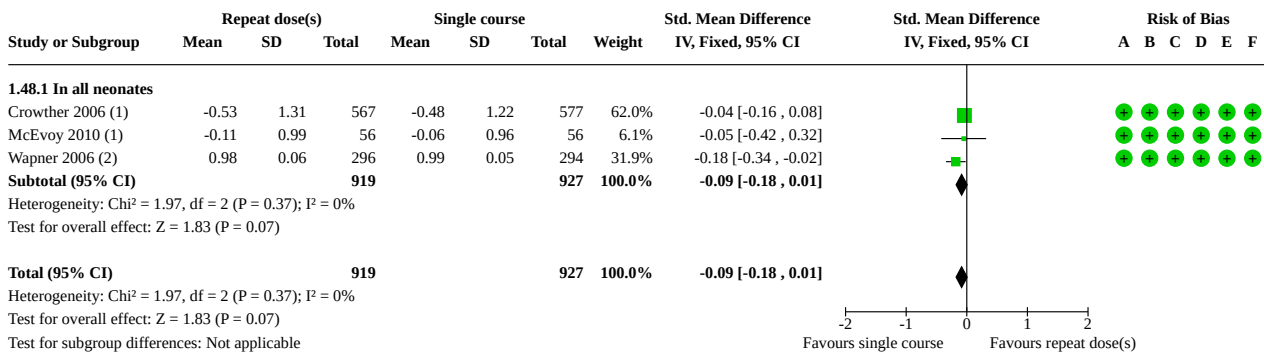 Repeat dose(s) Single course Std. Mean Difference Std. Mean Difference Risk of Bias
Study or Subgroup Mean SD Total Mean SD Total Weight IV, Fixed, 95% CI IV, Fixed, 95% CI A B C D E F
1.48.1 In all neonates
Crowther 2006 (1) -0.53 1.31 567 -0.48 1.22 577 62.0% -0.04 [-0.16 , 0.08] + + + + + +
McEvoy 2010 (1) -0.11 0.99 56 -0.06 0.96 56 6.1% -0.05 [-0.42 , 0.32] + + + + + +
Wapner 2006 (2) 0.98 0.06 296 0.99 0.05 294 31.9% -0.18 [-0.34 , -0.02] + + + + + +
Subtotal (95% CI) 919 927 100.0% -0.09 [-0.18 , 0.01]
Heterogeneity: Chi² = 1.97, df = 2 (P = 0.37); I² = 0%
Test for overall effect: Z = 1.83 (P = 0.07)
Total (95% CI) 919 927 100.0% -0.09 [-0.18 , 0.01]
Heterogeneity: Chi² = 1.97, df = 2 (P = 0.37); I² = 0%
Test for overall effect: Z = 1.83 (P = 0.07) -2 -1 0 1 2
Test for subgroup differences: Not applicable Favours single course Favours repeat dose(s)